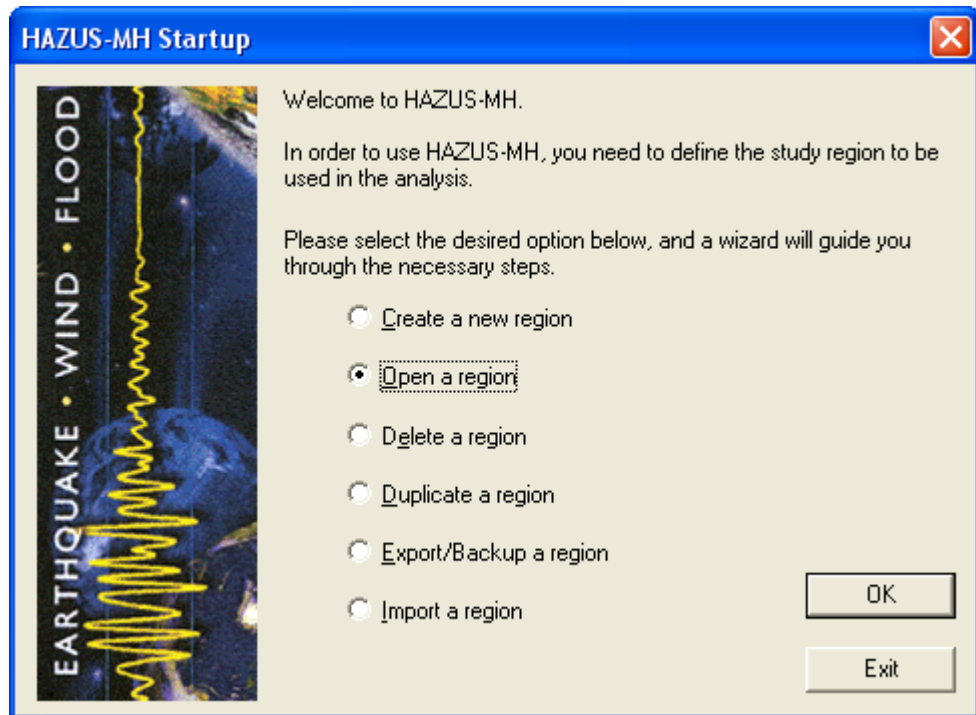 HAZUS-MH Startup
EARTHQUAKE • WIND • FLOOD
Welcome to HAZUS-MH.
In order to use HAZUS-MH, you need to define the study region to be
used in the analysis.
Please select the desired option below, and a wizard will guide you
through the necessary steps.
Create a new region
Open a region
Delete a region
Duplicate a region
Export/Backup a region
Import a region
OK
Exit